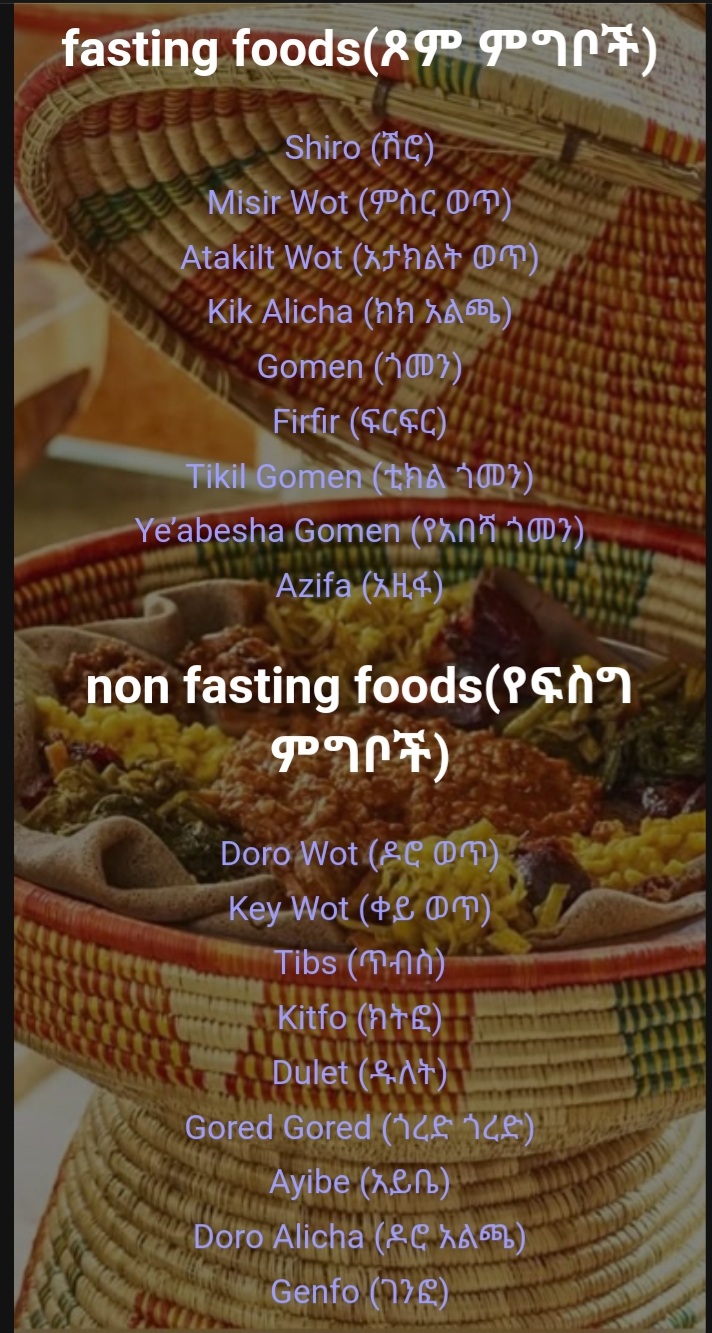 fasting foods(ጾም ምግቦች)
Shiro (ሽሮ)
Misir Wot (ምስር ወጥ)
Atakilt Wot (አታክልት ወጥ)
Kik Alicha (ክክ አልጫ)
Gomen (ጎመን)
Firfir (ፍርፍር)
Tikil Gomen (ቲክል ጎመን)
Ye’abesha Gomen (የአበሻ ጎመን)
Azifa (አዚፋ)
non fasting foods(የፍስግ
ምግቦች)
Doro Wot (ዶሮ ወጥ)
Key Wot (ቀይ ወጥ)
Tibs (ጥብስ)
Kitfo (ክትፎ)
Dulet (ዱለት)
Gored Gored (ጎረድ ጎረድ)
Ayibe (አይቤ)
Doro Alicha (ዶሮ አልጫ)
Genfo (ገንፎ)